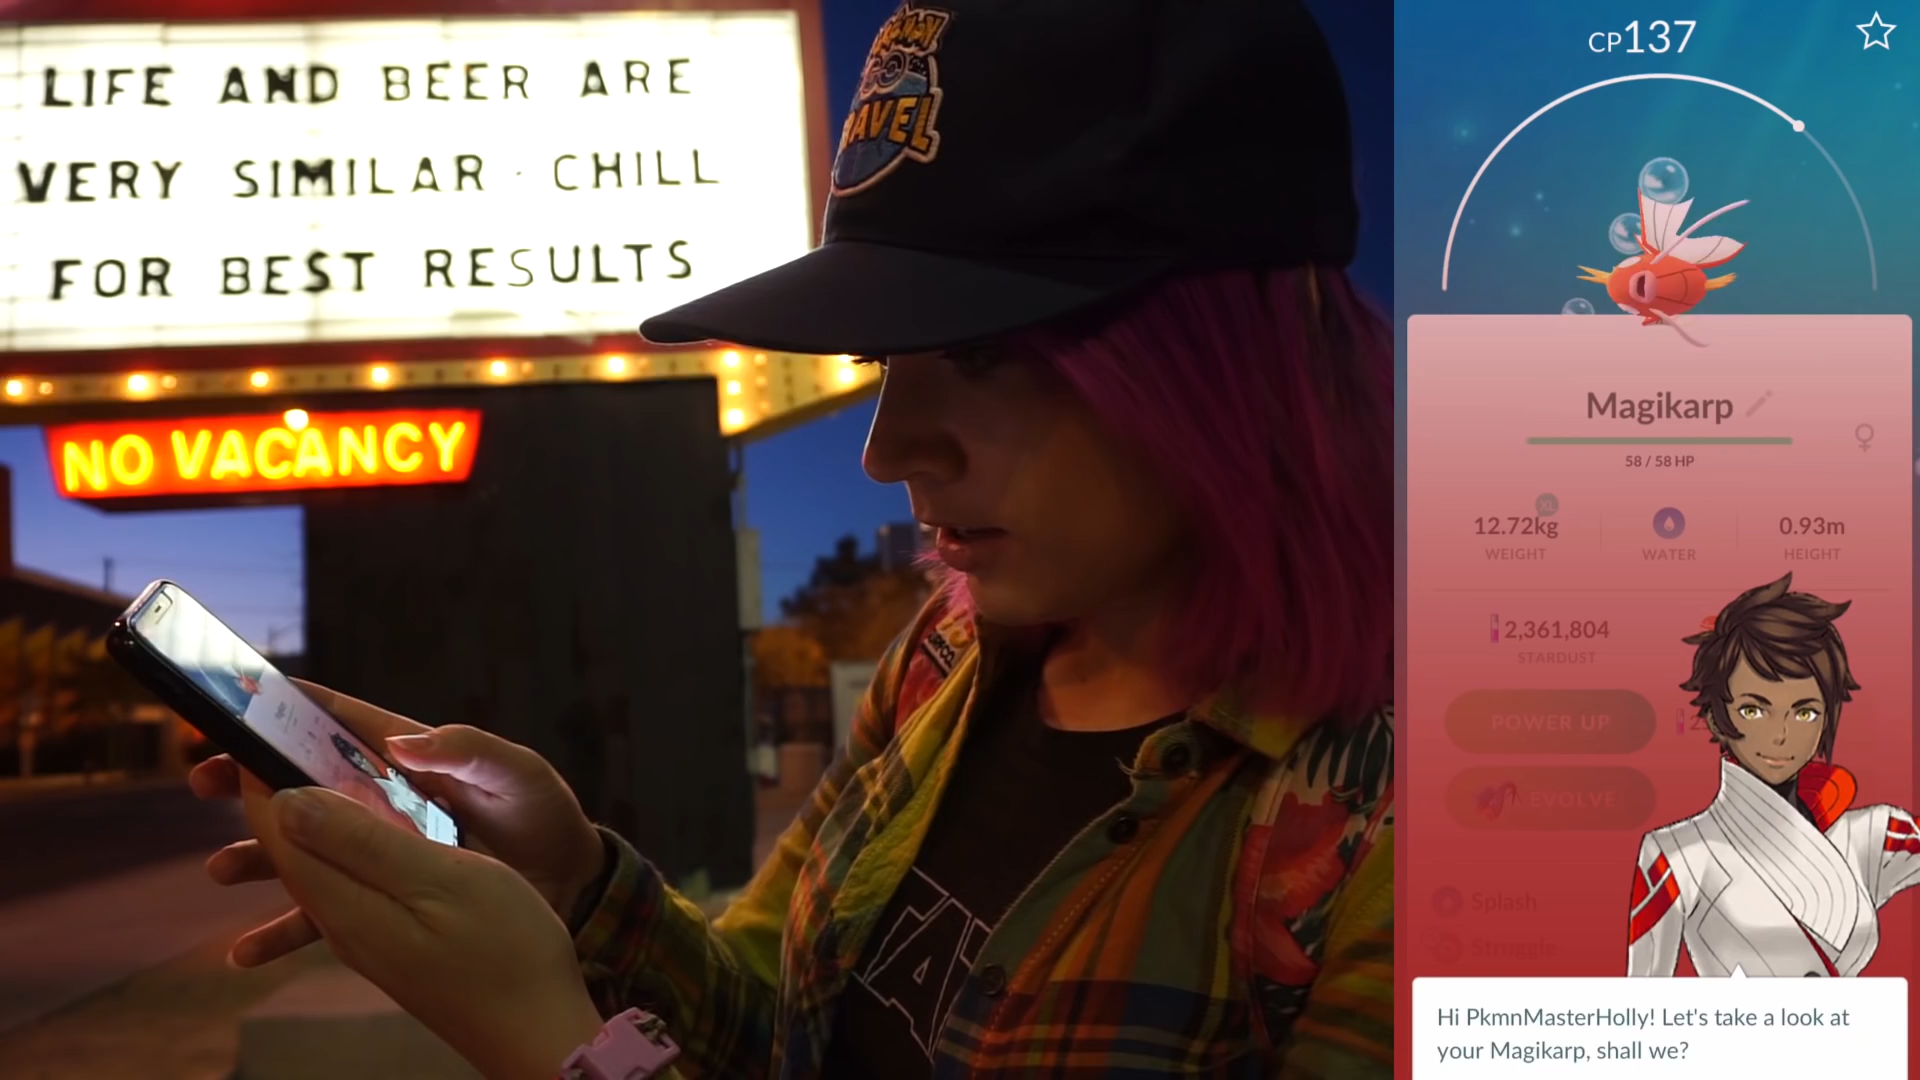 LIFE AND BEER ARE
VERY SIMILAR · CHILL
FOR BEST RESULTS
NO VACANCY
CP137
Magikarp
58 / 58 HP
XL
12.72kg
WEIGHT
WATER
0.93m
HEIGHT
2,361,804
STARDUST
POWER UP
EVOLVE
Splash
Struggle
Hi PkmnMasterHolly! Let's take a look at
your Magikarp, shall we?
GO